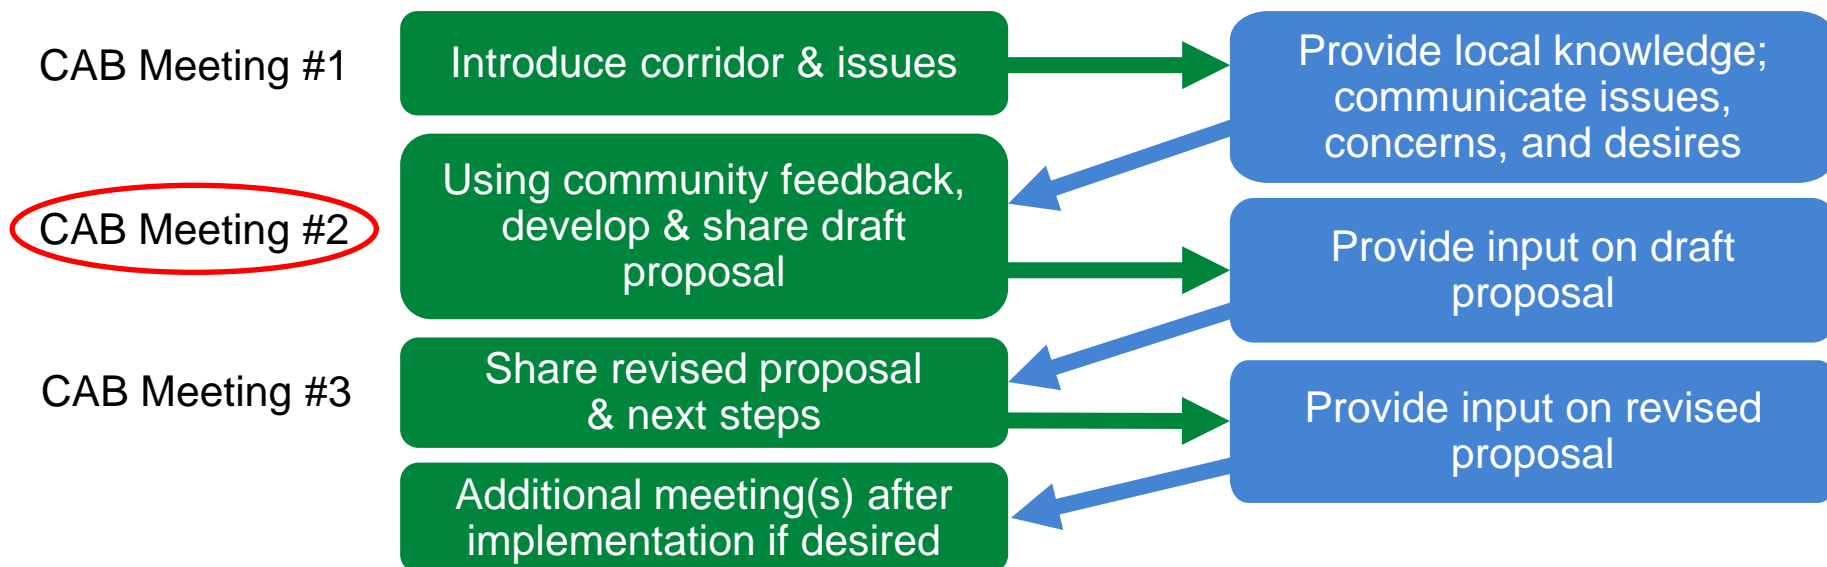 CAB Meeting #1
Introduce corridor & issues
Provide local knowledge;
communicate issues,
concerns, and desires
CAB Meeting #2
Using community feedback,
develop & share draft
proposal
Provide input on draft
proposal
CAB Meeting #3
Share revised proposal
& next steps
Provide input on revised
proposal
Additional meeting(s) after
implementation if desired